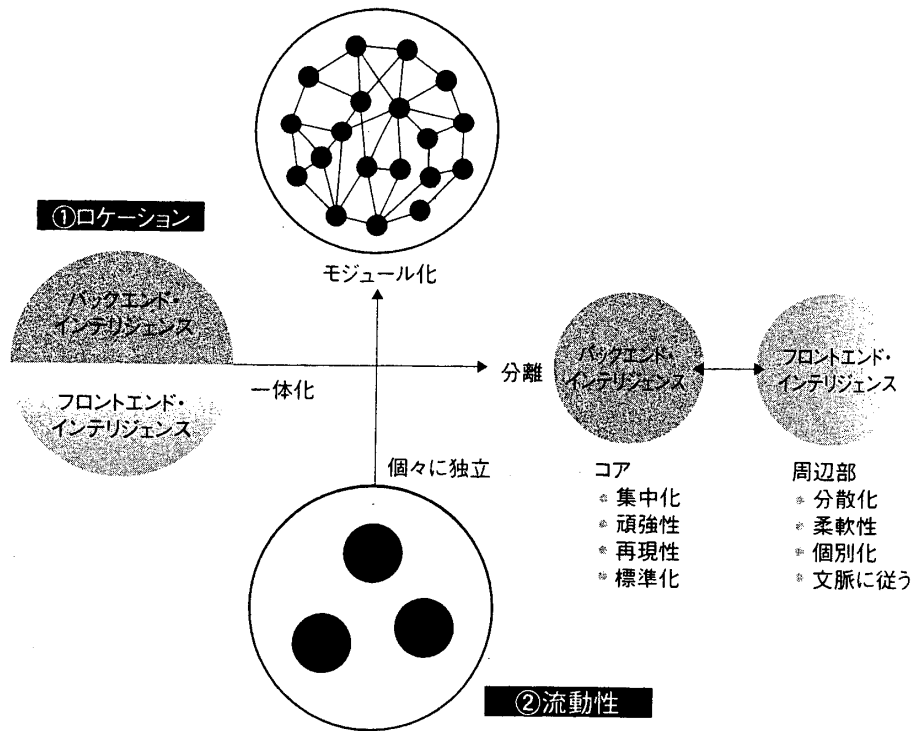 ①ロケーション
バックエンド・
インテリジェンス
フロントエンド・
インテリジェンス
モジュール化
一体化
分離
個々に独立
バックエンド・
インテリジェンス
フロントエンド・
インテリジェンス
コア
集中化
頑強性
再現性
標準化
周辺部
分散化
柔軟性
個別化
文脈に従う
②流動性